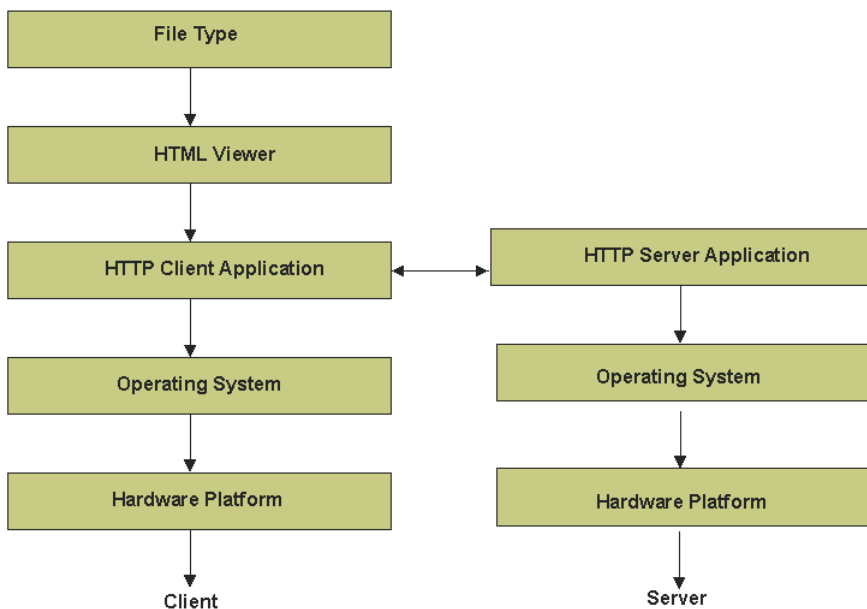 File Type
HTML Viewer
HTTP Client Application
HTTP Server Application
Operating System
Operating System
Hardware Platform
Hardware Platform
Client
Server